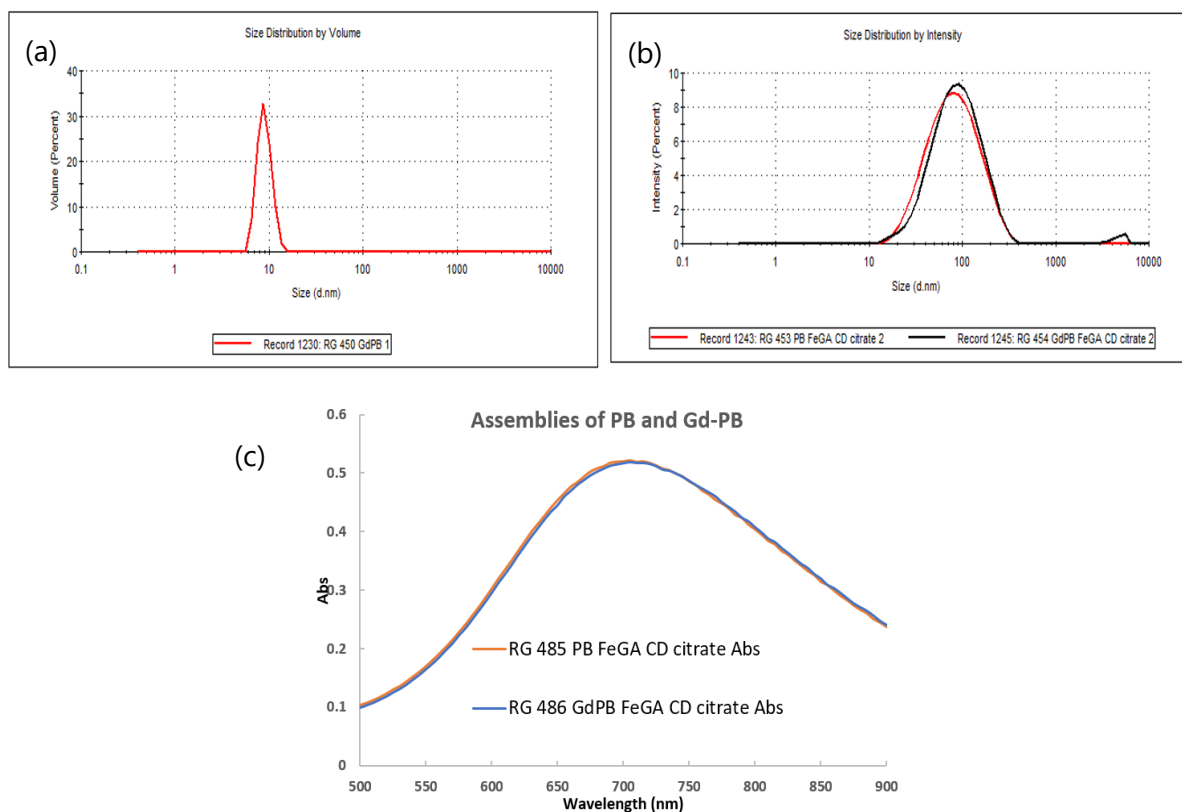 (a)
Size Distribution by Volume
Volume (Percent)
40
30
20
10
0
0.1 1 10 100 1000 10000
Size (d.nm)
Record 1230: RG 450 GdPB 1
(b)
Size Distribution by Intensity
Intensity (Percent)
10
8
6
4
2
0
0.1 1 10 100 1000 10000
Size (d.nm)
Record 1243: RG 453 PB FeGA CD citrate 2 Record 1245: RG 454 GdPB FeGA CD citrate 2
(c)
Assemblies of PB and Gd-PB
Abs
0.6
0.5
0.4
0.3
0.2
0.1
0
RG 485 PB FeGA CD citrate Abs
RG 486 GdPB FeGA CD citrate Abs
500 550 600 650 700 750 800 850 900
Wavelength (nm)